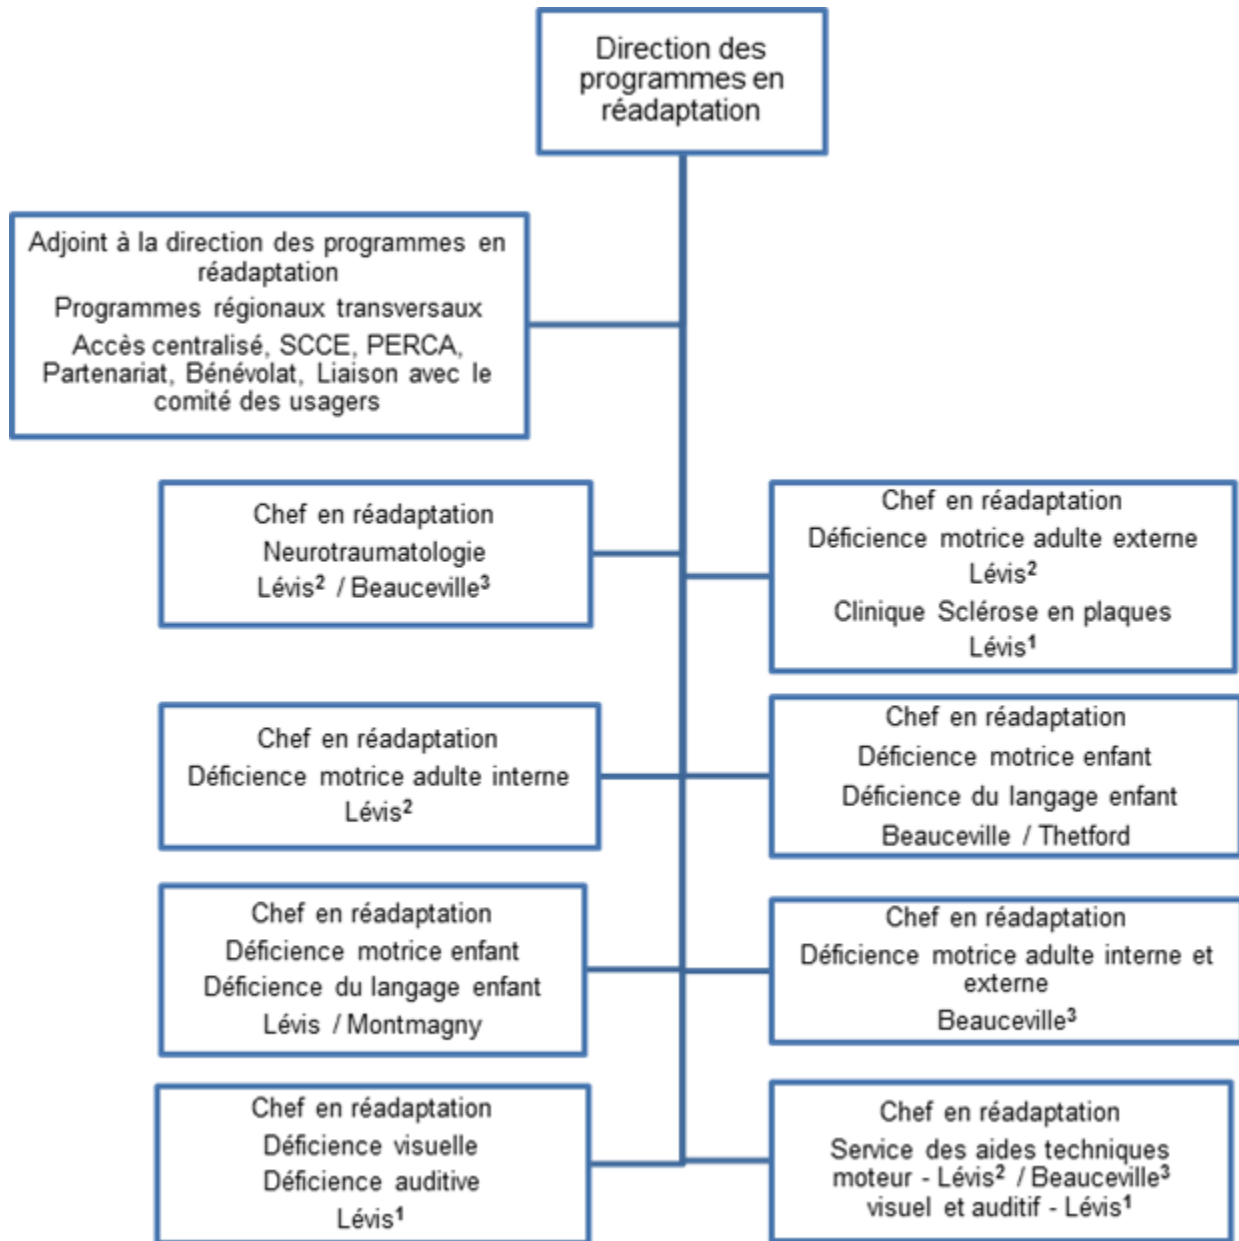 Direction des
programmes en
réadaptation
Adjoint à la direction des programmes en
réadaptation
Programmes régionaux transversaux
Accès centralisé, SCCE, PERCA,
Partenariat, Bénévolat, Liaison avec le
comité des usagers
Chef en réadaptation
Neurotraumatologie
Lévis² / Beauceville³
Chef en réadaptation
Déficience motrice adulte externe
Lévis²
Clinique Sclérose en plaques
Lévis¹
Chef en réadaptation
Déficience motrice adulte interne
Lévis²
Chef en réadaptation
Déficience motrice enfant
Déficience du langage enfant
Beauceville / Thetford
Chef en réadaptation
Déficience motrice enfant
Déficience du langage enfant
Lévis / Montmagny
Chef en réadaptation
Déficience motrice adulte interne et
externe
Beauceville³
Chef en réadaptation
Déficience visuelle
Déficience auditive
Lévis¹
Chef en réadaptation
Service des aides techniques
moteur - Lévis² / Beauceville³
visuel et auditif - Lévis¹